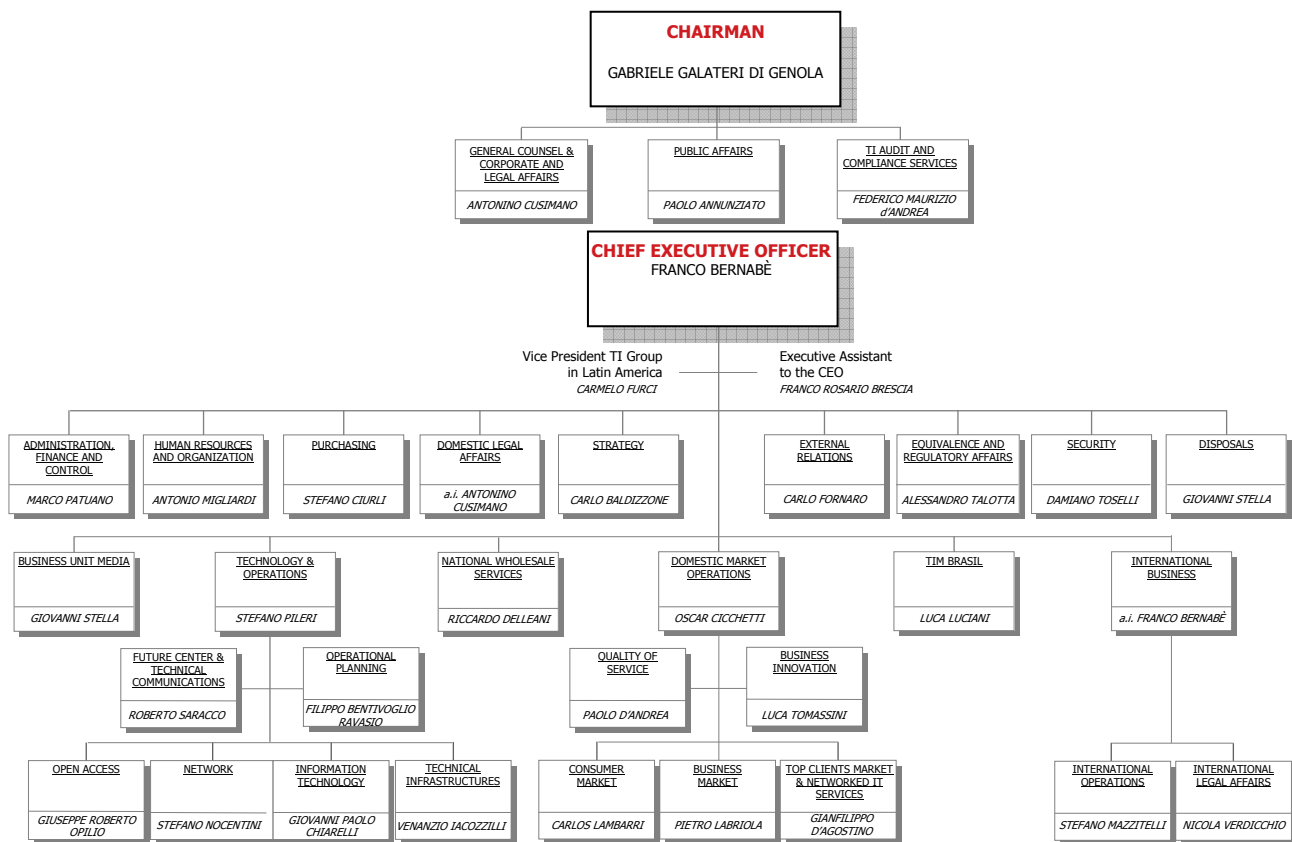 CHAIRMAN
GABRIELE GALATERI DI GENOLA
GENERAL COUNSEL &
CORPORATE AND
LEGAL AFFAIRS
ANTONINO CUSIMANO
PUBLIC AFFAIRS
PAOLO ANNUNZIATO
TI AUDIT AND
COMPLIANCE SERVICES
FEDERICO MAURIZIO
d'ANDREA
CHIEF EXECUTIVE OFFICER
FRANCO BERNABÈ
Vice President TI Group
in Latin America
CARMELO FURCI
Executive Assistant
to the CEO
FRANCO ROSARIO BRESCIA
ADMINISTRATION,
FINANCE AND
CONTROL
MARCO PATUANO
HUMAN RESOURCES
AND ORGANIZATION
ANTONIO MIGLIARDI
PURCHASING
STEFANO CIURLI
DOMESTIC LEGAL
AFFAIRS
a.i. ANTONINO
CUSIMANO
STRATEGY
CARLO BALDIZZONE
EXTERNAL
RELATIONS
CARLO FORNARO
EQUIVALENCE AND
REGULATORY AFFAIRS
ALESSANDRO TALOTTA
SECURITY
DAMIANO TOSELLI
DISPOSALS
GIOVANNI STELLA
BUSINESS UNIT MEDIA
GIOVANNI STELLA
TECHNOLOGY &
OPERATIONS
STEFANO PILERI
NATIONAL WHOLESALE
SERVICES
RICCARDO DELLEANI
DOMESTIC MARKET
OPERATIONS
OSCAR CICCHETTI
TIM BRASIL
LUCA LUCIANI
INTERNATIONAL
BUSINESS
a.i. FRANCO BERNABÈ
FUTURE CENTER &
TECHNICAL
COMMUNICATIONS
ROBERTO SARACCO
OPERATIONAL
PLANNING
FILIPPO BENTIVOGLIO
RAVASIO
QUALITY OF
SERVICE
PAOLO D'ANDREA
BUSINESS
INNOVATION
LUCA TOMASSINI
OPEN ACCESS
GIUSEPPE ROBERTO
OPILIO
NETWORK
STEFANO NOCENTINI
INFORMATION
TECHNOLOGY
GIOVANNI PAOLO
CHIARELLI
TECHNICAL
INFRASTRUCTURES
VENANZIO IACOZZILLI
CONSUMER
MARKET
CARLOS LAMBARRI
BUSINESS
MARKET
PIETRO LABRIOLA
TOP CLIENTS MARKET
& NETWORKED IT
SERVICES
GIANFILIPPO
D'AGOSTINO
INTERNATIONAL
OPERATIONS
STEFANO MAZZITELLI
INTERNATIONAL
LEGAL AFFAIRS
NICOLA VERDICCHIO